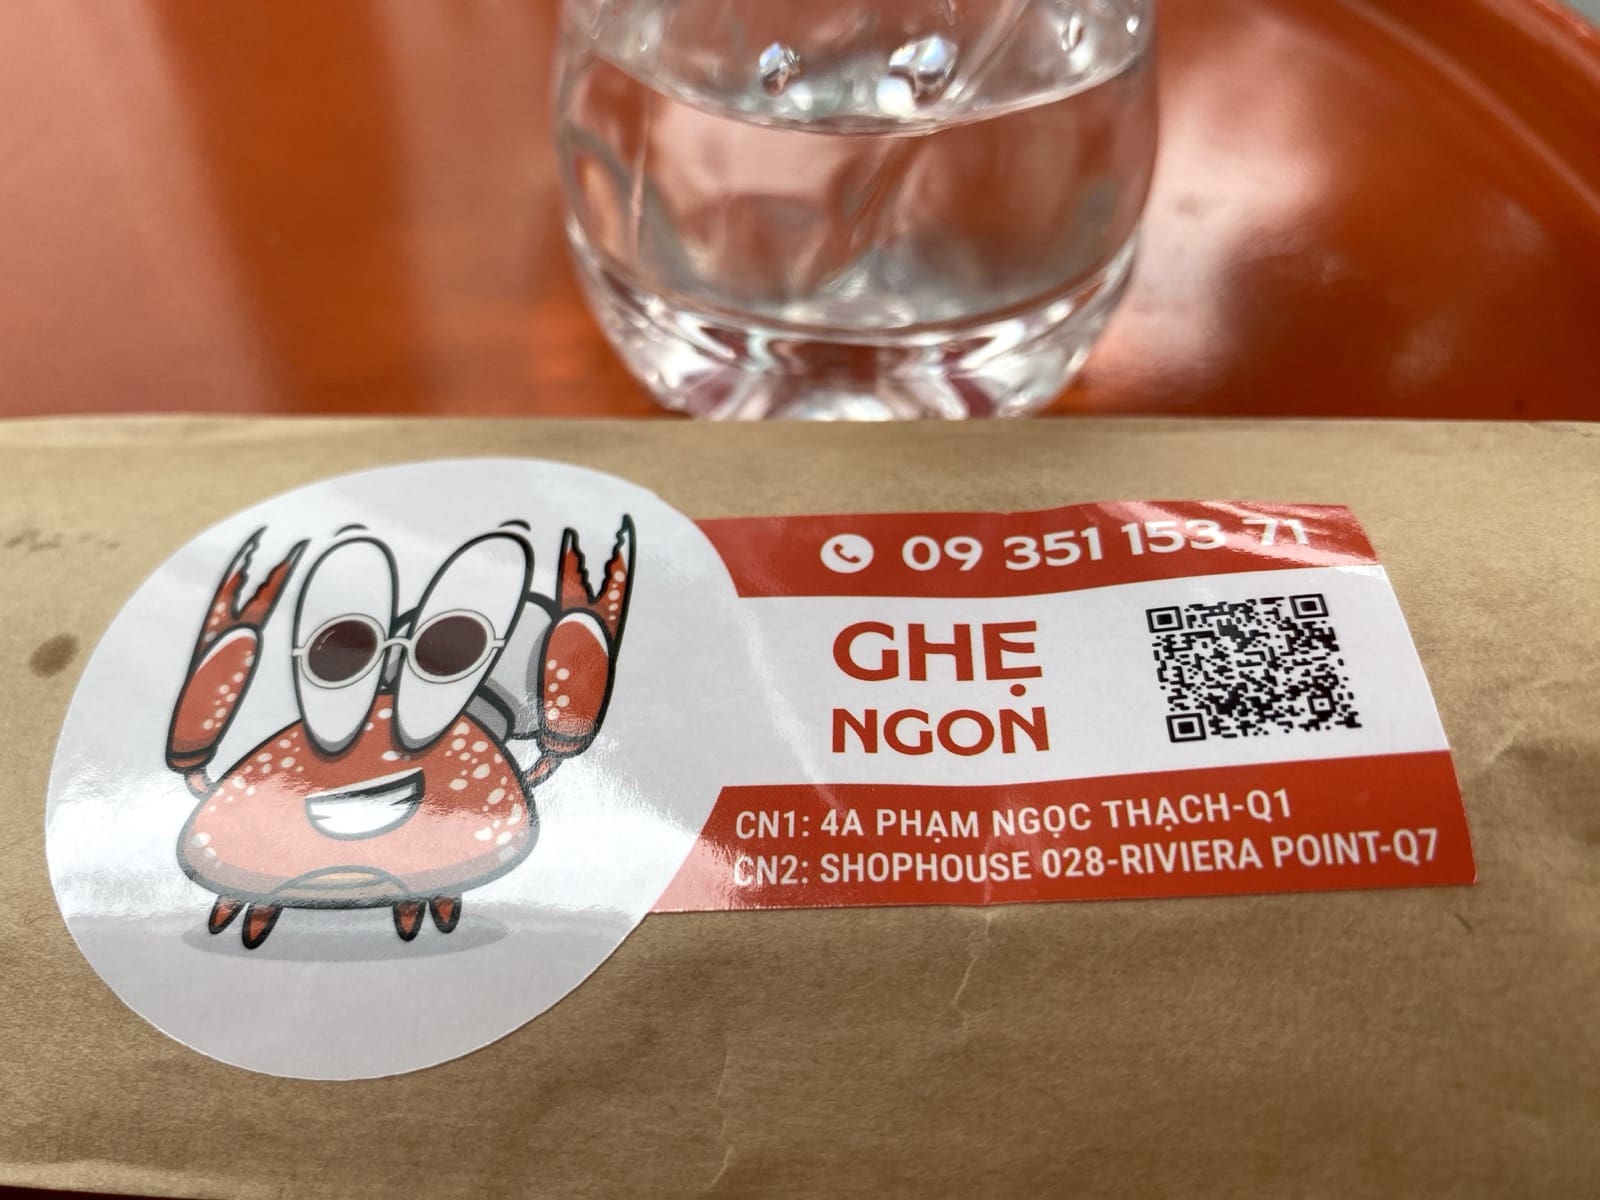 09 351 153 71
GHẸ
NGON
CN1: 4A PHẠM NGỌC THẠCH-Q1
CN2: SHOPHOUSE 028-RIVIERA POINT-Q7